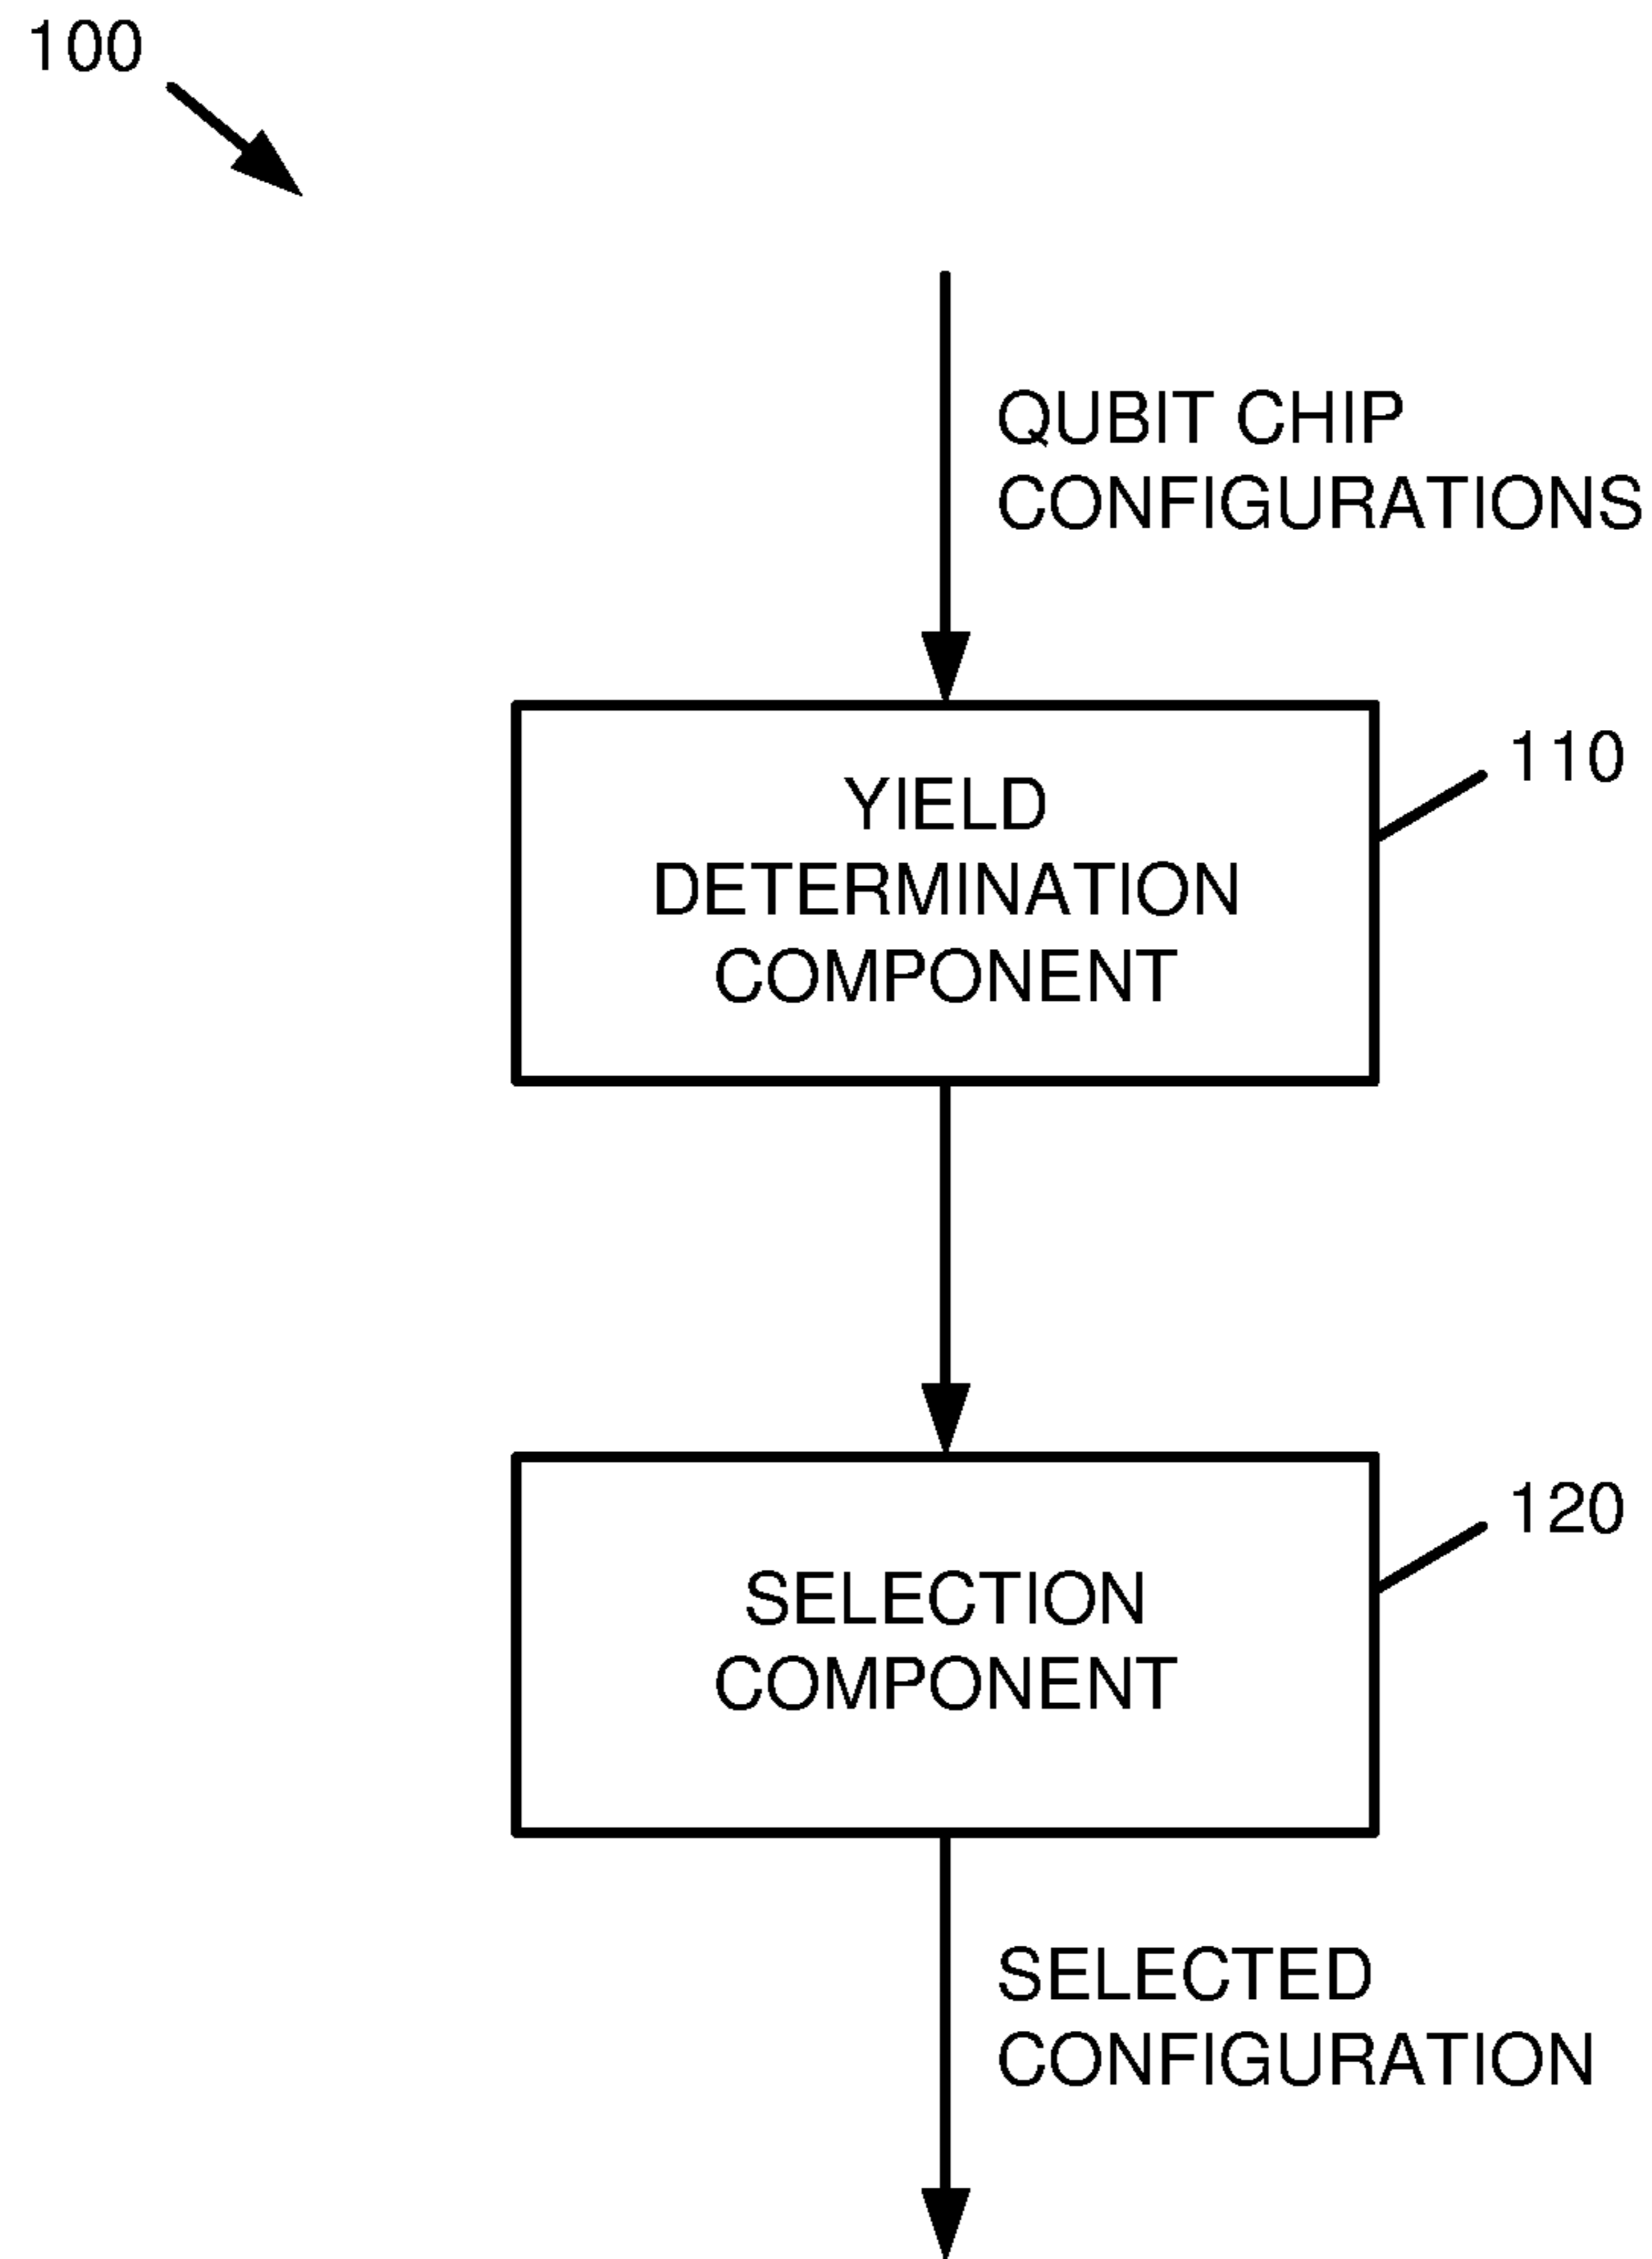 100
QUBIT CHIP
CONFIGURATIONS
110
YIELD
DETERMINATION
COMPONENT
120
SELECTION
COMPONENT
SELECTED
CONFIGURATION